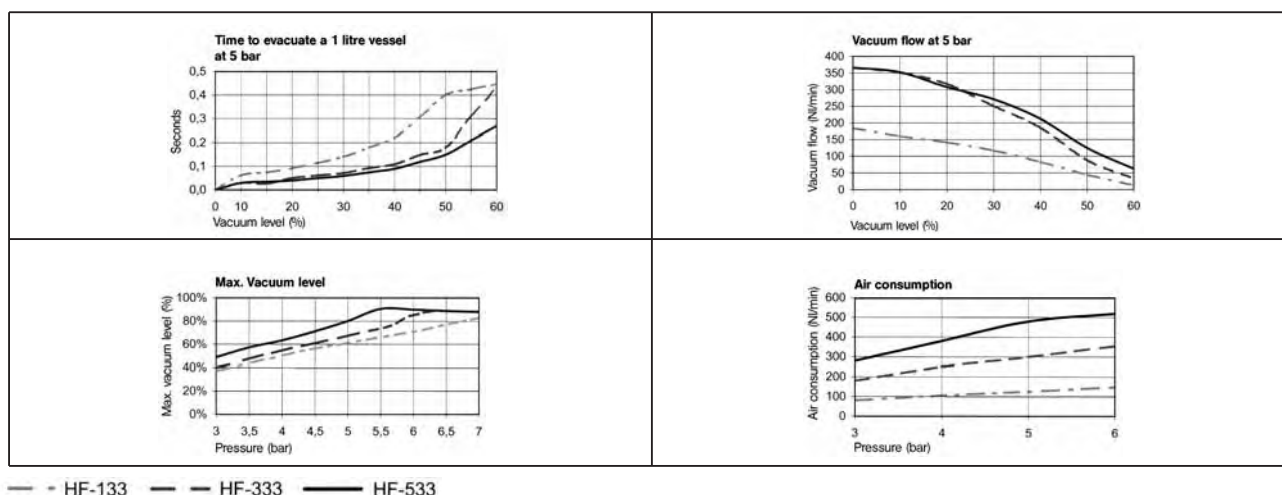 Time to evacuate a 1 litre vessel
at 5 bar
Seconds
0,5
0,4
0,3
0,2
0,1
0,0
0 10 20 30 40 50 60
Vacuum level (%)
Vacuum flow at 5 bar
Vacuum flow (Nl/min)
400
350
300
250
200
150
100
50
0
0 10 20 30 40 50 60
Vacuum level (%)
Max. Vacuum level
Max. vacuum level (%)
100%
80%
60%
40%
20%
0%
3 3,5 4 4,5 5 5,5 6 6,5 7
Pressure (bar)
Air consumption
Air consumption (Nl/min)
600
500
400
300
200
100
0
3 4 5 6
Pressure (bar)
HF-133 HF-333 HF-533